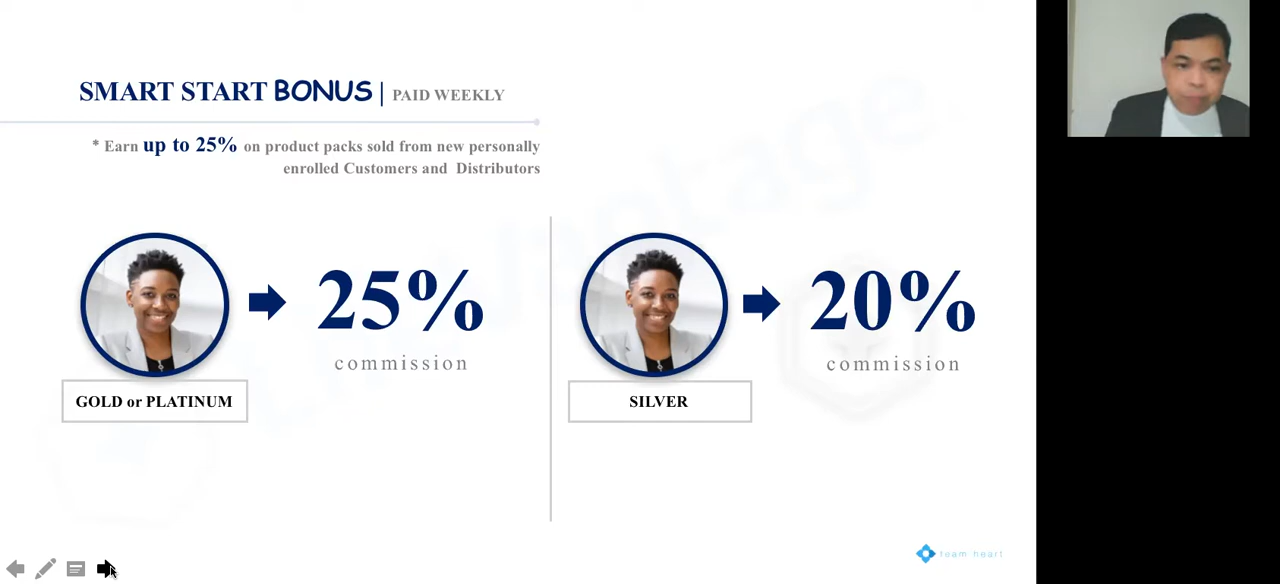 SMART START BONUS | PAID WEEKLY
* Earn up to 25% on product packs sold from new personally
enrolled Customers and Distributors
25%
commission
GOLD or PLATINUM
20%
commission
SILVER
team heart